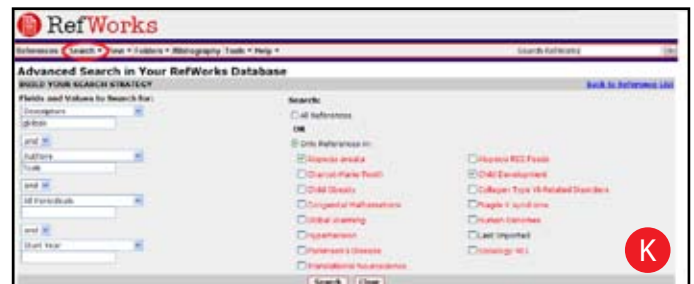 RefWorks
References Search View Folders Bibliography Tools Help Search RefWorks
Advanced Search in Your RefWorks Database
BUILD YOUR SEARCH STRATEGY Back to Reference List
Fields and Values to Search for: Search:
Descriptors All References
OR
and Only References in:
Authors Alopecia areata Alopecia RSS Feeds
Charcot-Marie-Tooth Child Development
and Child Obesity Collagen Type VI-Related Disorders
All Periodicals Congenital Malformations Fragile X syndrome
Global Warming
and Hypertension Last Imported
Start Year Parkinson's Disease
Translational Neuroscience
Search Clear
K